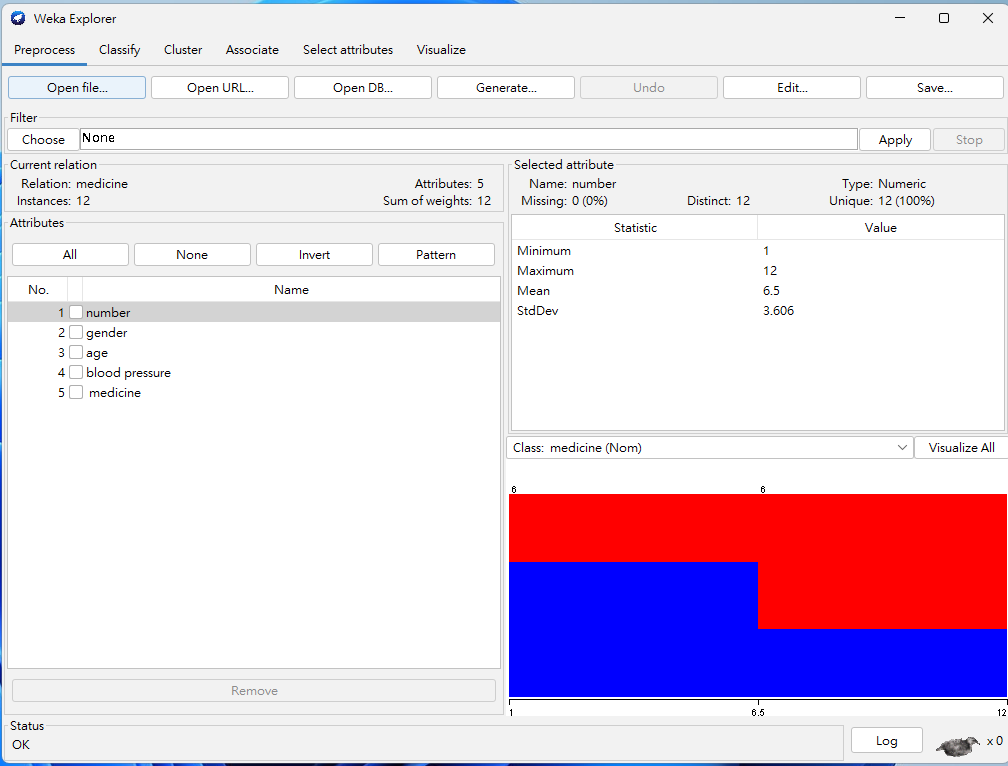 Weka Explorer
Preprocess Classify Cluster Associate Select attributes Visualize
Open file... Open URL... Open DB... Generate... Undo Edit... Save...
Filter
Choose None Apply Stop
Current relation
Relation: medicine Attributes: 5
Instances: 12 Sum of weights: 12
Selected attribute
Name: number Type: Numeric
Missing: 0 (0%) Distinct: 12 Unique: 12 (100%)
Statistic Value
Minimum 1
Maximum 12
Mean 6.5
StdDev 3.606
Attributes
All None Invert Pattern
No. Name
1 number
2 gender
3 age
4 blood pressure
5 medicine
Remove
Class: medicine (Nom) Visualize All
6 6
1 6.5 12
Status
OK
Log x 0